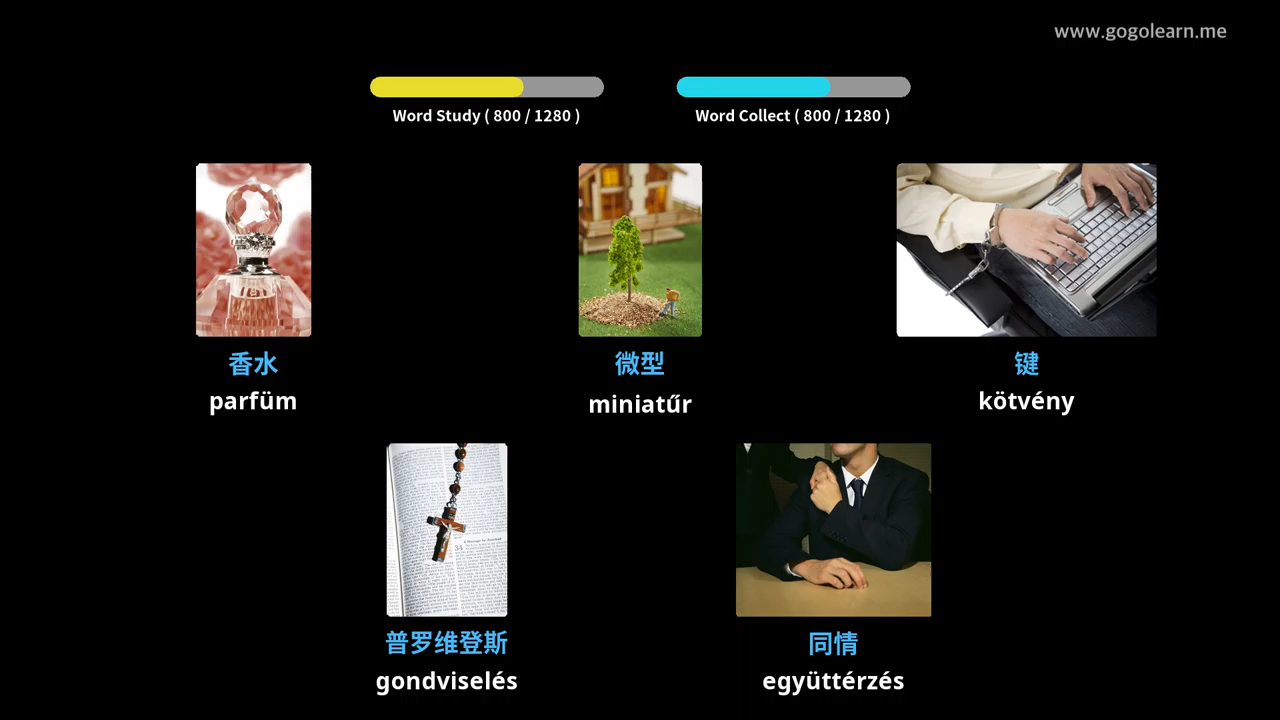 www.gogolearn.me
Word Study ( 800 / 1280 )
Word Collect ( 800 / 1280 )
香水
parfüm
微型
miniatűr
键
kötvény
普罗维登斯
gondviselés
同情
együttérzés